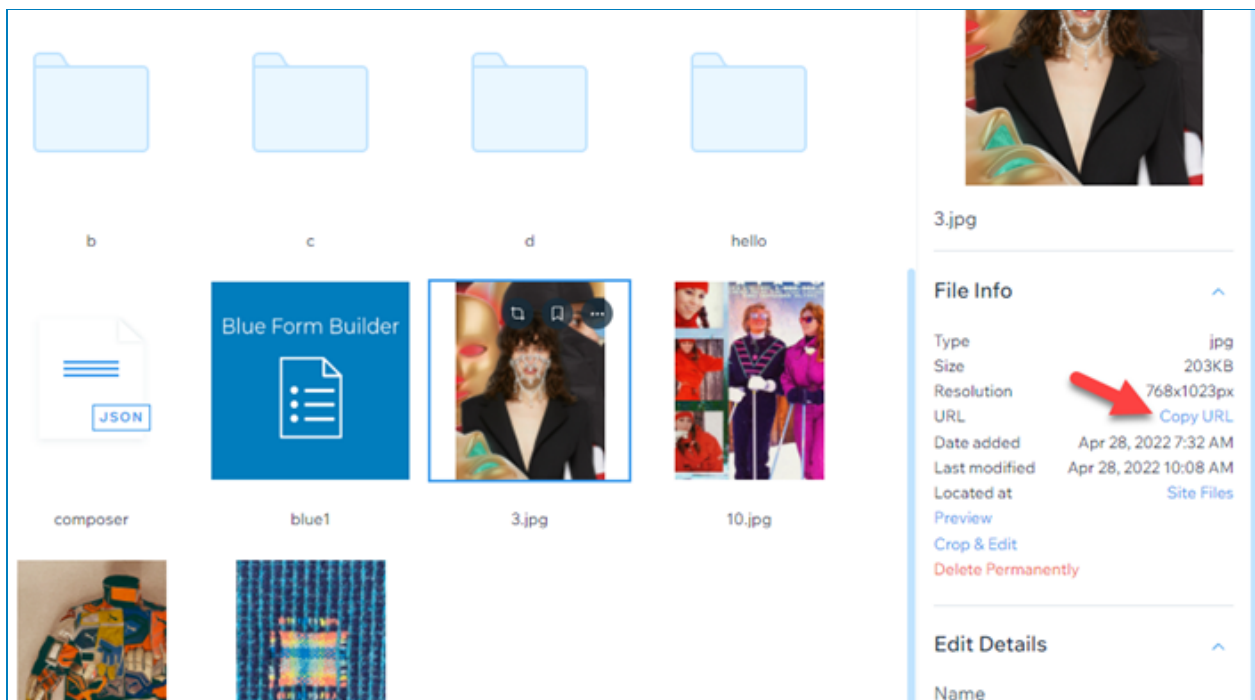 b
c
d
hello
Blue Form Builder
JSON
composer
blue1
3.jpg
10.jpg
3.jpg
File Info
Type jpg
Size 203KB
Resolution 768x1023px
URL Copy URL
Date added Apr 28, 2022 7:32 AM
Last modified Apr 28, 2022 10:08 AM
Located at Site Files
Preview
Crop & Edit
Delete Permanently
Edit Details
Name